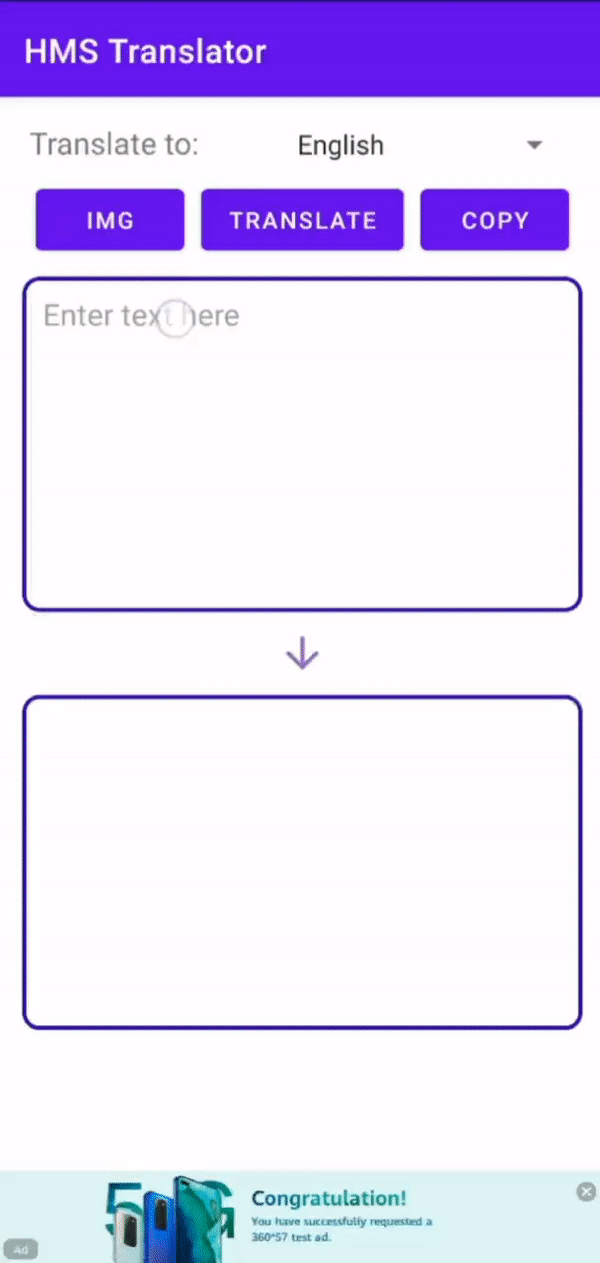 HMS Translator
Translate to: English
IMG TRANSLATE COPY
Enter text here
5G
Congratulation!
You have successfully requested a
360*57 test ad.
Ad